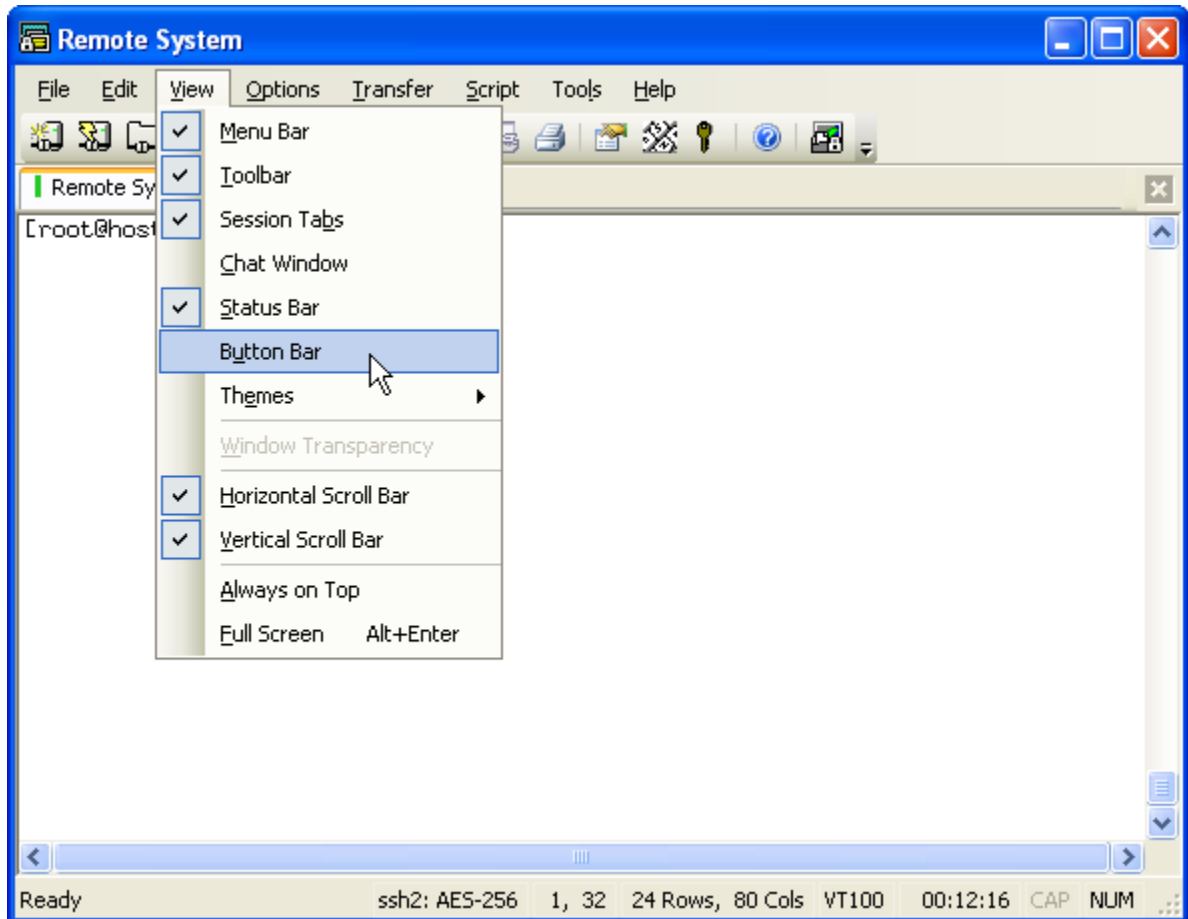 Remote System
File Edit View Options Transfer Script Tools Help
Menu Bar
Toolbar
Remote Sy
Session Tabs
[root@host
Chat Window
Status Bar
Button Bar
Themes
Window Transparency
Horizontal Scroll Bar
Vertical Scroll Bar
Always on Top
Full Screen Alt+Enter
Ready ssh2: AES-256 1, 32 24 Rows, 80 Cols VT100 00:12:16 CAP NUM